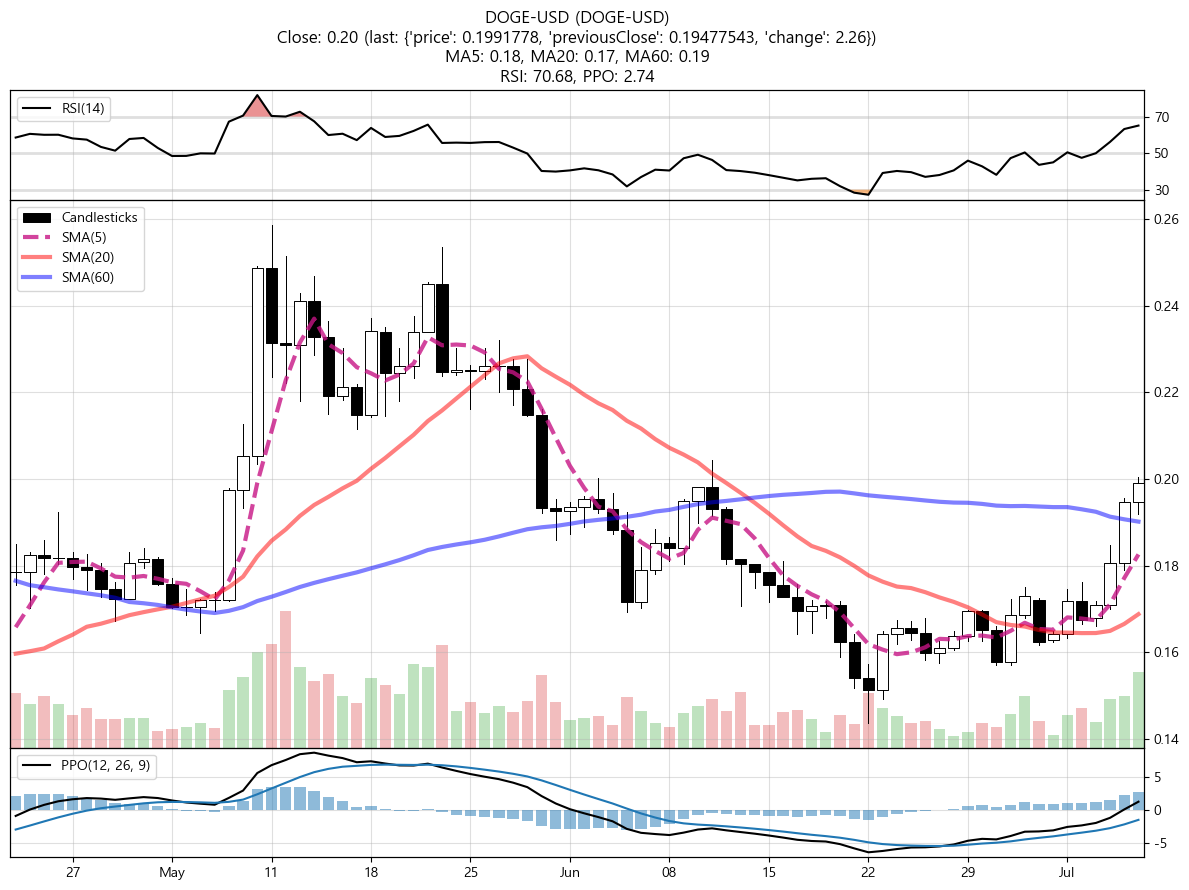 DOGE-USD (DOGE-USD)
Close: 0.20 (last: {'price': 0.1991778, 'previousClose': 0.19477543, 'change': 2.26})
MA5: 0.18, MA20: 0.17, MA60: 0.19
RSI: 70.68, PPO: 2.74
RSI(14)
70
50
30
Candlesticks
SMA(5)
SMA(20)
SMA(60)
0.26
0.24
0.22
0.20
0.18
0.16
0.14
PPO(12, 26, 9)
5
0
-5
27 May 11 18 25 Jun 08 15 22 29 Jul